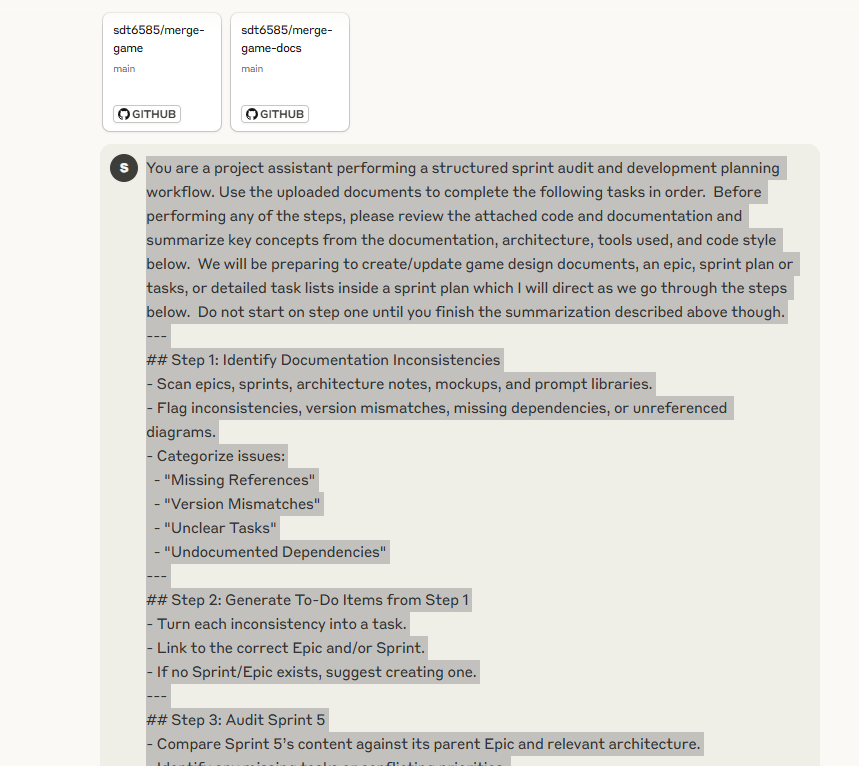 sdt6585/merge-
game
main
GITHUB
sdt6585/merge-
game-docs
main
GITHUB
S
You are a project assistant performing a structured sprint audit and development planning
workflow. Use the uploaded documents to complete the following tasks in order.  Before
performing any of the steps, please review the attached code and documentation and
summarize key concepts from the documentation, architecture, tools used, and code style
below.  We will be preparing to create/update game design documents, an epic, sprint plan or
tasks, or detailed task lists inside a sprint plan which I will direct as we go through the steps
below.  Do not start on step one until you finish the summarization described above though.
---
## Step 1: Identify Documentation Inconsistencies
- Scan epics, sprints, architecture notes, mockups, and prompt libraries.
- Flag inconsistencies, version mismatches, missing dependencies, or unreferenced
diagrams.
- Categorize issues:
- "Missing References"
- "Version Mismatches"
- "Unclear Tasks"
- "Undocumented Dependencies"
---
## Step 2: Generate To-Do Items from Step 1
- Turn each inconsistency into a task.
- Link to the correct Epic and/or Sprint.
- If no Sprint/Epic exists, suggest creating one.
---
## Step 3: Audit Sprint 5
- Compare Sprint 5's content against its parent Epic and relevant architecture.
- Identify any missing tasks or conflicting priorities.